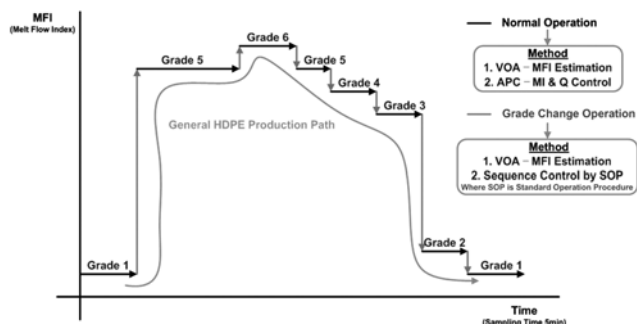 MFI
(Melt Flow Index)
Grade 6
Grade 5
Grade 5
Grade 4
Grade 3
General HDPE Production Path
Grade 2
Grade 1
Grade 1
Time
(Sampling Time 5min)
Normal Operation
Method
1. VOA – MFI Estimation
2. APC – MI & Q Control
Grade Change Operation
Method
1. VOA – MFI Estimation
2. Sequence Control by SOP
Where SOP is Standard Operation Procedure